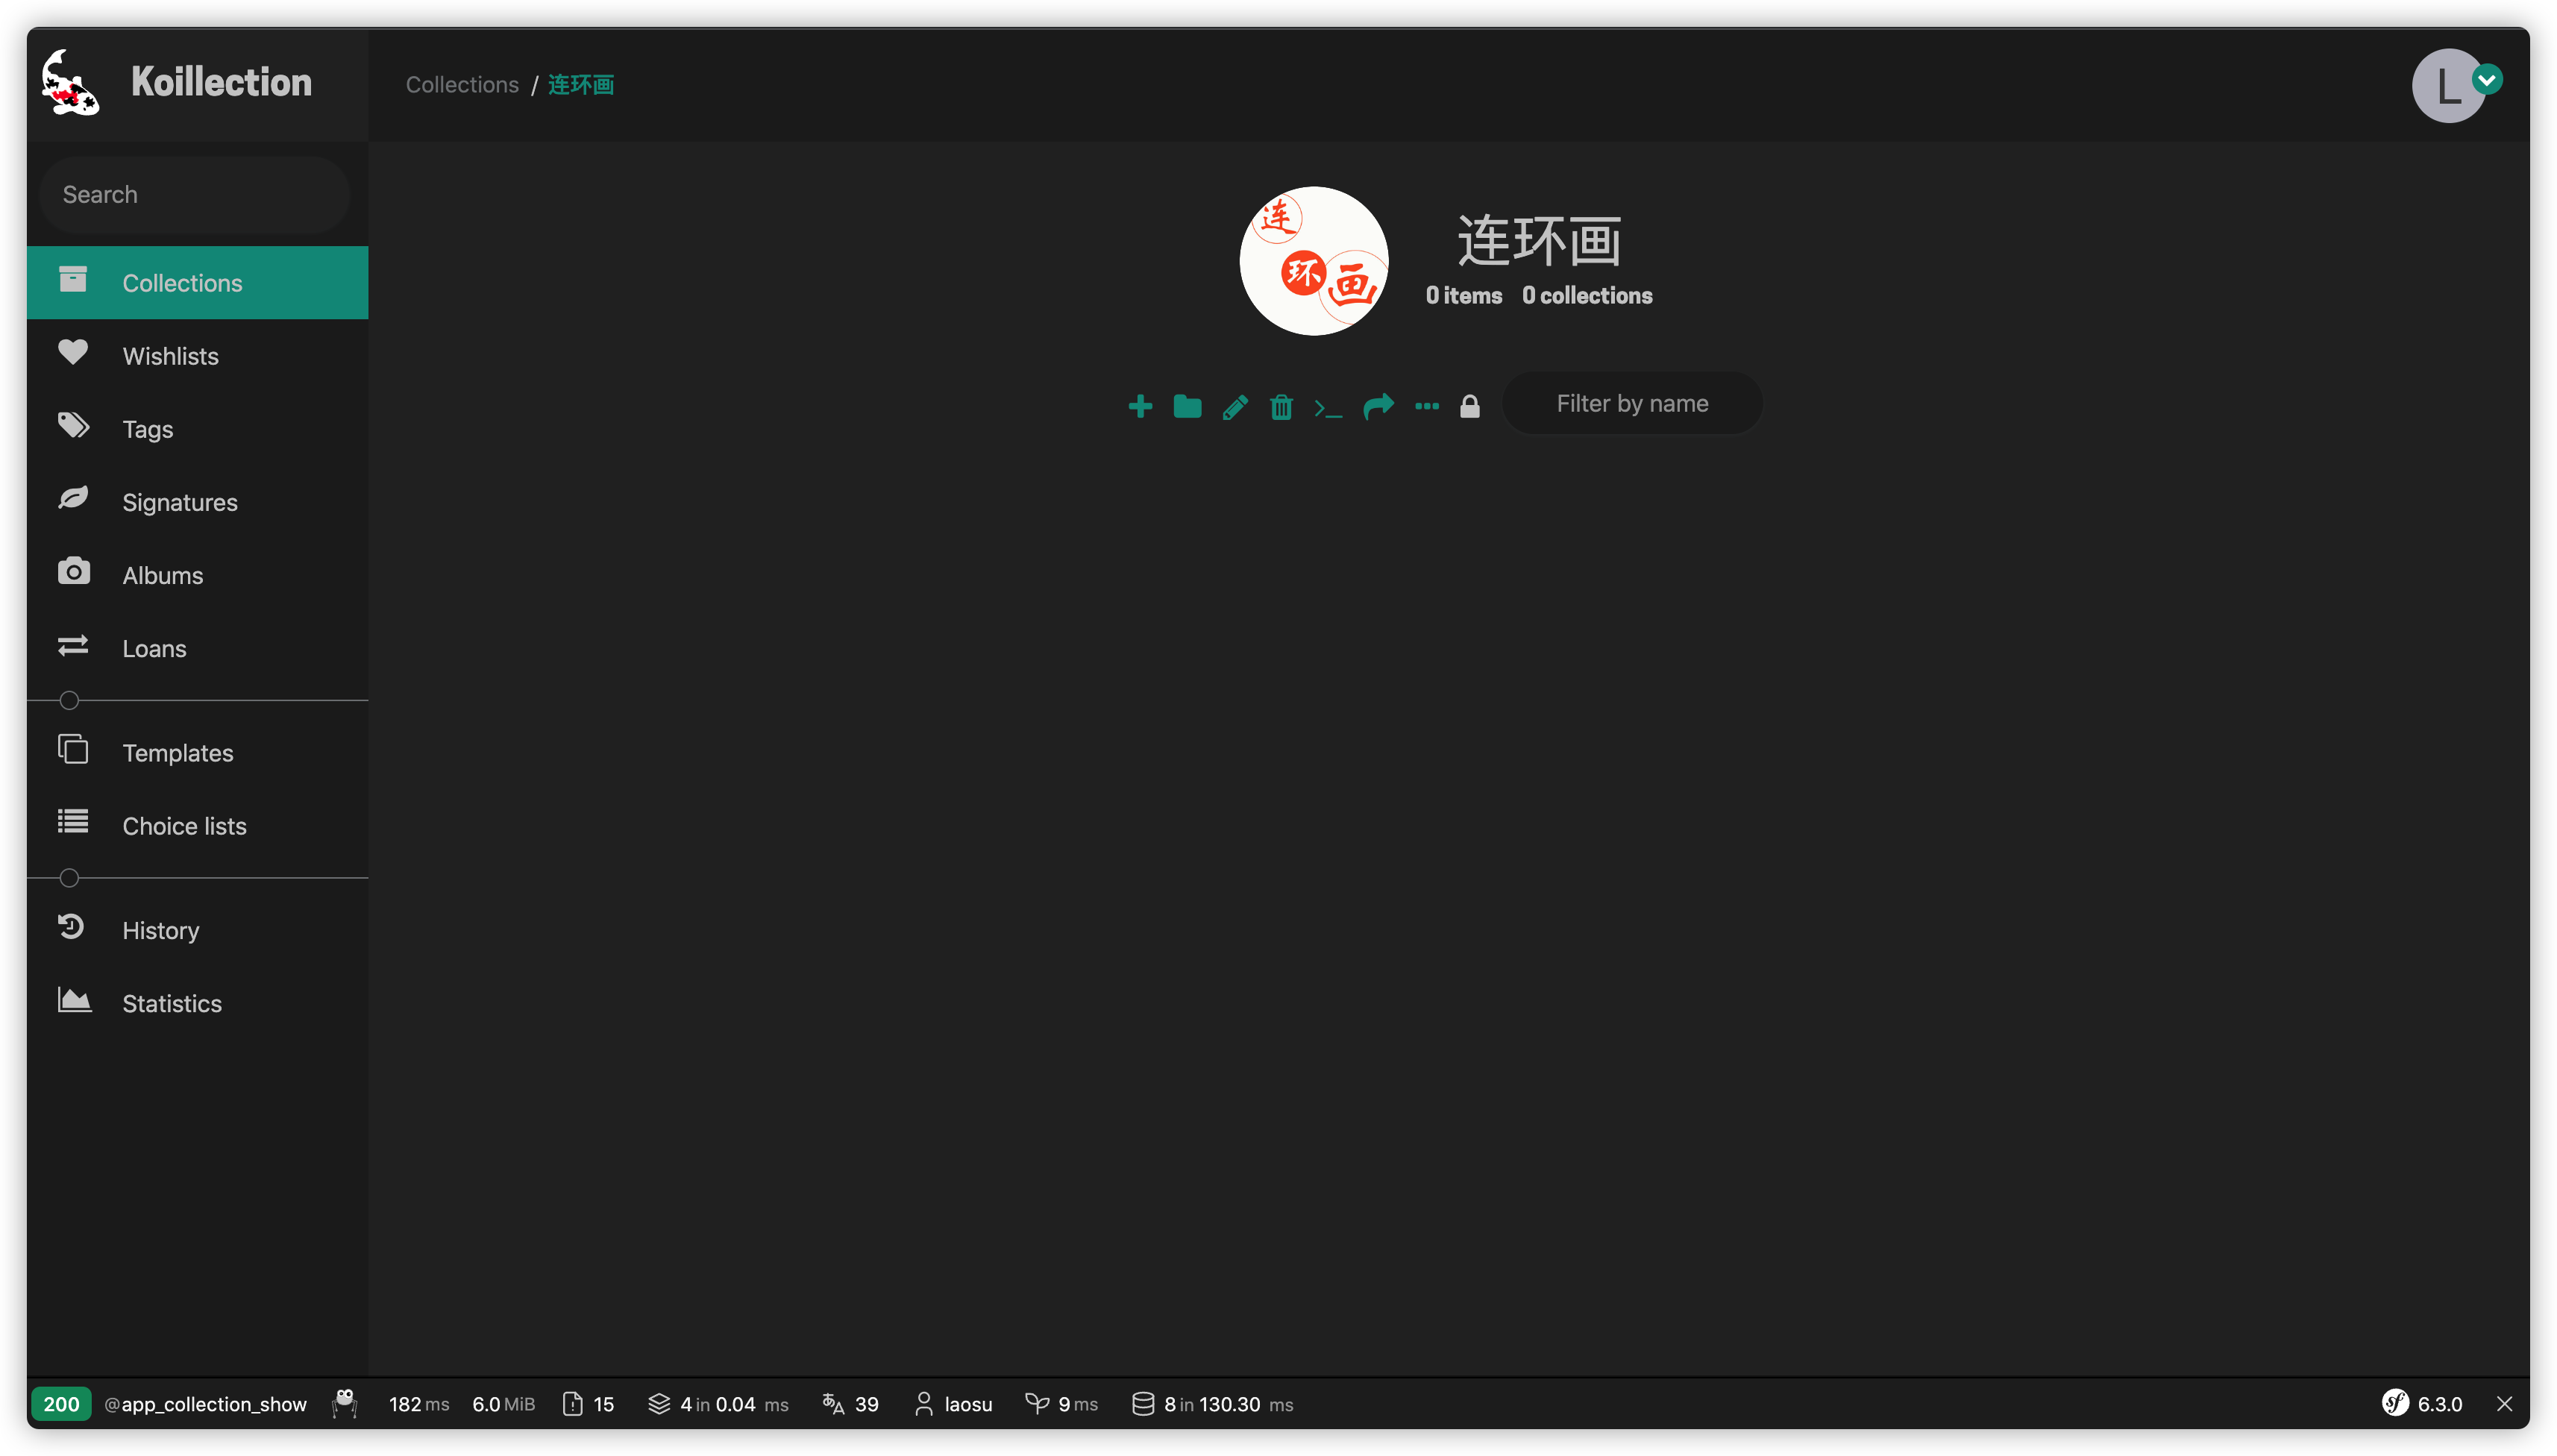 Koillection
Collections / 连环画
L
Search
Collections
Wishlists
Tags
Signatures
Albums
Loans
Templates
Choice lists
History
Statistics
连环画
连环画
0 items 0 collections
Filter by name
200 @app_collection_show 182 ms 6.0 MiB 15 4 in 0.04 ms 39 laosu 9 ms 8 in 130.30 ms sf 6.3.0